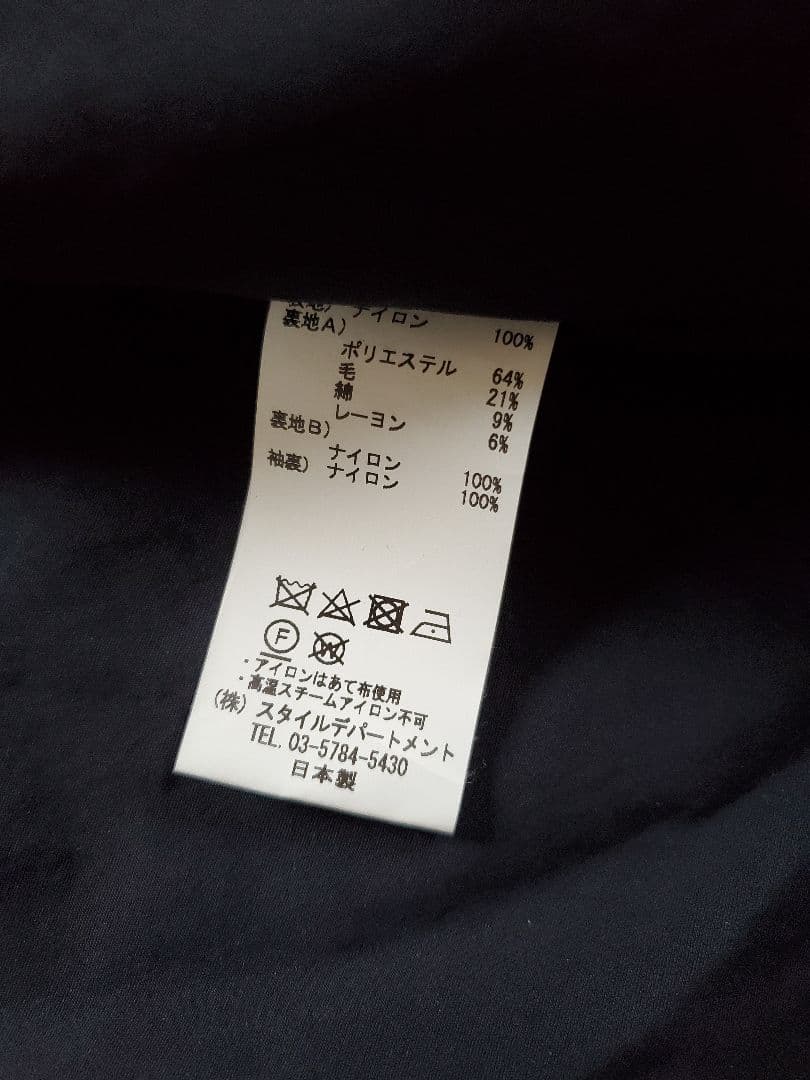 表地) ナイロン 100%
裏地A)
ポリエステル 64%
毛 21%
綿 9%
レーヨン 6%
裏地B)
ナイロン 100%
袖裏) ナイロン 100%
F W
・アイロンはあて布使用
・高温スチームアイロン不可
(株) スタイルデパートメント
TEL. 03-5784-5430
日本製